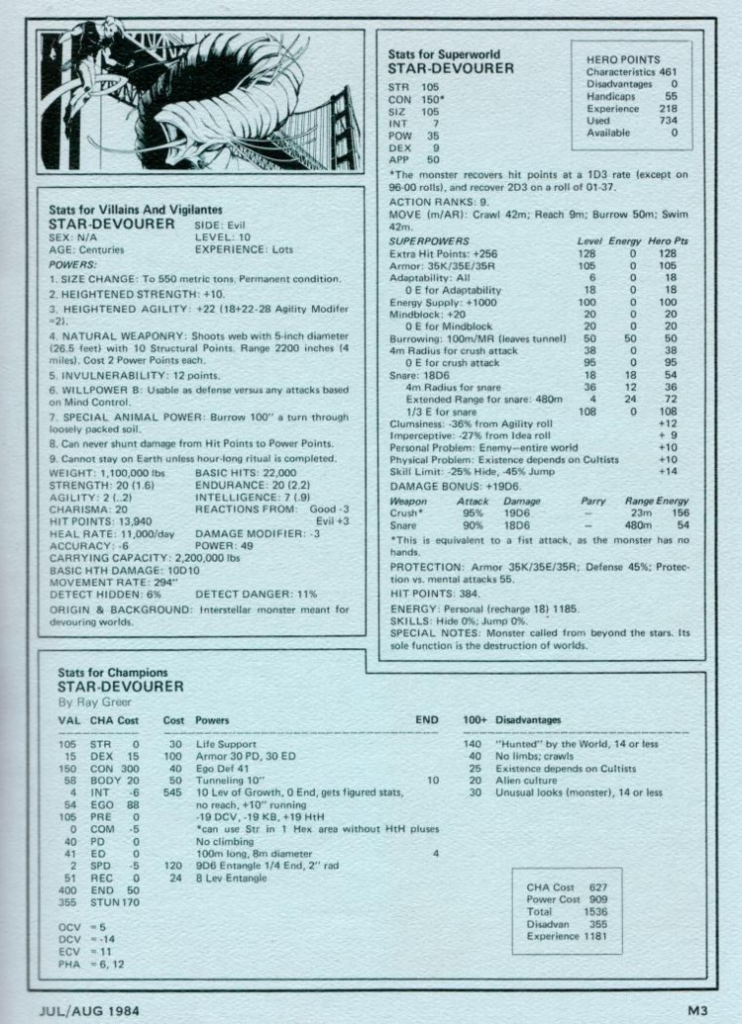 Stats for Villains And Vigilantes
STAR-DEVOURER SIDE: Evil
SEX: N/A LEVEL: 10
AGE: Centuries EXPERIENCE: Lots
POWERS:
1. SIZE CHANGE: To 550 metric tons. Permanent condition.
2. HEIGHTENED STRENGTH: +10.
3. HEIGHTENED AGILITY: +22 (18+22-28 Agility Modifer
=2).
4. NATURAL WEAPONRY: Shoots web with 5-inch diameter
(26.5 feet) with 10 Structural Points. Range 2200 inches (4
miles). Cost 2 Power Points each.
5. INVULNERABILITY: 12 points.
6. WILLPOWER B: Usable as defense versus any attacks based
on Mind Control.
7. SPECIAL ANIMAL POWER: Burrow 100" a turn through
loosely packed soil.
8. Can never shunt damage from Hit Points to Power Points.
9. Cannot stay on Earth unless hour-long ritual is completed.
WEIGHT: 1,100,000 lbs BASIC HITS: 22,000
STRENGTH: 20 (1.6) ENDURANCE: 20 (2.2)
AGILITY: 2 (.2) INTELLIGENCE: 7 (.9)
CHARISMA: 20 REACTIONS FROM: Good -3
HIT POINTS: 13,940 Evil +3
HEAL RATE: 11,000/day DAMAGE MODIFIER: -3
ACCURACY: -6 POWER: 49
CARRYING CAPACITY: 2,200,000 lbs
BASIC HTH DAMAGE: 10D10
MOVEMENT RATE: 294"
DETECT HIDDEN: 6% DETECT DANGER: 11%
ORIGIN & BACKGROUND: Interstellar monster meant for
devouring worlds.
Stats for Superworld
STAR-DEVOURER
STR 105
CON 150*
SIZ 105
INT 7
POW 35
DEX 9
APP 50
HERO POINTS
Characteristics 461
Disadvantages 0
Handicaps 55
Experience 218
Used 734
Available 0
*The monster recovers hit points at a 1D3 rate (except on
96-00 rolls), and recover 2D3 on a roll of 01-37.
ACTION RANKS: 9.
MOVE (m/AR): Crawl 42m; Reach 9m; Burrow 50m; Swim
42m.
SUPERPOWERS Level Energy Hero Pts
Extra Hit Points: +256 128 0 128
Armor: 35K/35E/35R 105 0 105
Adaptability: All 6 0 18
0 E for Adaptability 18 0 18
Energy Supply: +1000 100 0 100
Mindblock: +20 20 0 20
0 E for Mindblock 20 0 20
Burrowing: 100m/MR (leaves tunnel) 50 50 50
4m Radius for crush attack 38 0 38
0 E for crush attack 95 0 95
Snare: 18D6 18 18 54
4m Radius for snare 36 12 36
Extended Range for snare: 480m 4 24 72
1/3 E for snare 108 0 108
Clumsiness: -36% from Agility roll +12
Imperceptive: -27% from Idea roll + 9
Personal Problem: Enemy—entire world +10
Physical Problem: Existence depends on Cultists +10
Skill Limit: -25% Hide, -45% Jump +14
DAMAGE BONUS: +19D6.
Weapon Attack Damage Parry Range Energy
Crush* 95% 19D6 — 23m 156
Snare 90% 18D6 — 480m 54
*This is equivalent to a fist attack, as the monster has no
hands.
PROTECTION: Armor 35K/35E/35R; Defense 45%; Protec-
tion vs. mental attacks 55.
HIT POINTS: 384.
ENERGY: Personal (recharge 18) 1185.
SKILLS: Hide 0%; Jump 0%.
SPECIAL NOTES: Monster called from beyond the stars. Its
sole function is the destruction of worlds.
Stats for Champions
STAR-DEVOURER
By Ray Greer
VAL CHA Cost Cost Powers END 100+ Disadvantages
105 STR 0 30 Life Support 140 "Hunted" by the World, 14 or less
15 DEX 15 100 Armor 30 PD, 30 ED 40 No limbs; crawls
150 CON 300 40 Ego Def 41 25 Existence depends on Cultists
58 BODY 20 50 Tunneling 10" 10 20 Alien culture
4 INT -6 545 10 Lev of Growth, 0 End, gets figured stats, 30 Unusual looks (monster), 14 or less
54 EGO 88 no reach, +10" running
105 PRE 0 -19 DCV, -19 KB, +19 HtH
0 COM -5 *can use Str in 1 Hex area without HtH pluses
40 PD 0 No climbing
41 ED 0 100m long, 8m diameter 4
2 SPD -5 120 9D6 Entangle 1/4 End, 2" rad
51 REC 0 24 8 Lev Entangle
400 END 50
355 STUN 170
OCV = 5
DCV = -14
ECV = 11
PHA = 6, 12
CHA Cost 627
Power Cost 909
Total 1536
Disadvan 355
Experience 1181
JUL/AUG 1984 M3